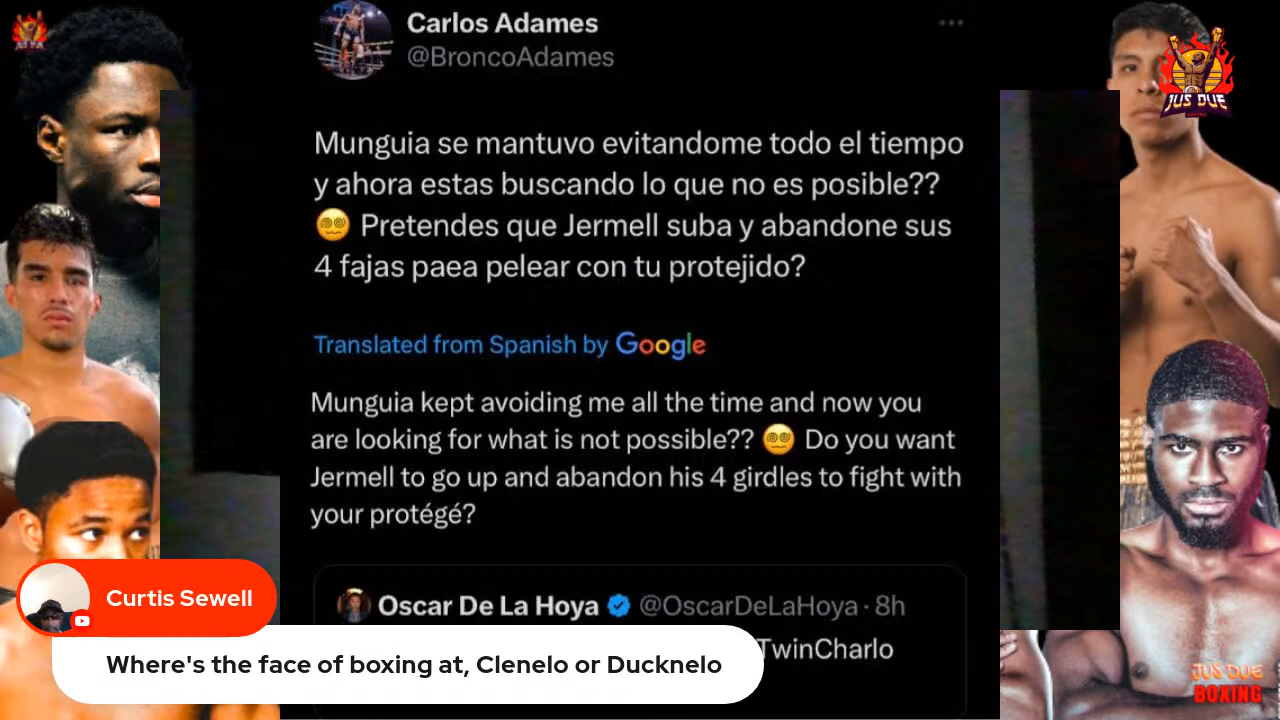 Carlos Adames
@BroncoAdames
JUS DUE
Munguia se mantuvo evitandome todo el tiempo
y ahora estas buscando lo que no es posible??
😵‍💫 Pretendes que Jermell suba y abandone sus
4 fajas paea pelear con tu protejido?
Translated from Spanish by Google
Munguia kept avoiding me all the time and now you
are looking for what is not possible?? 😵‍💫 Do you want
Jermell to go up and abandon his 4 girdles to fight with
your protégé?
Oscar De La Hoya @OscarDeLaHoya · 8h
TwinCharlo
Curtis Sewell
Where's the face of boxing at, Clenelo or Ducknelo
JUS DUE
BOXING